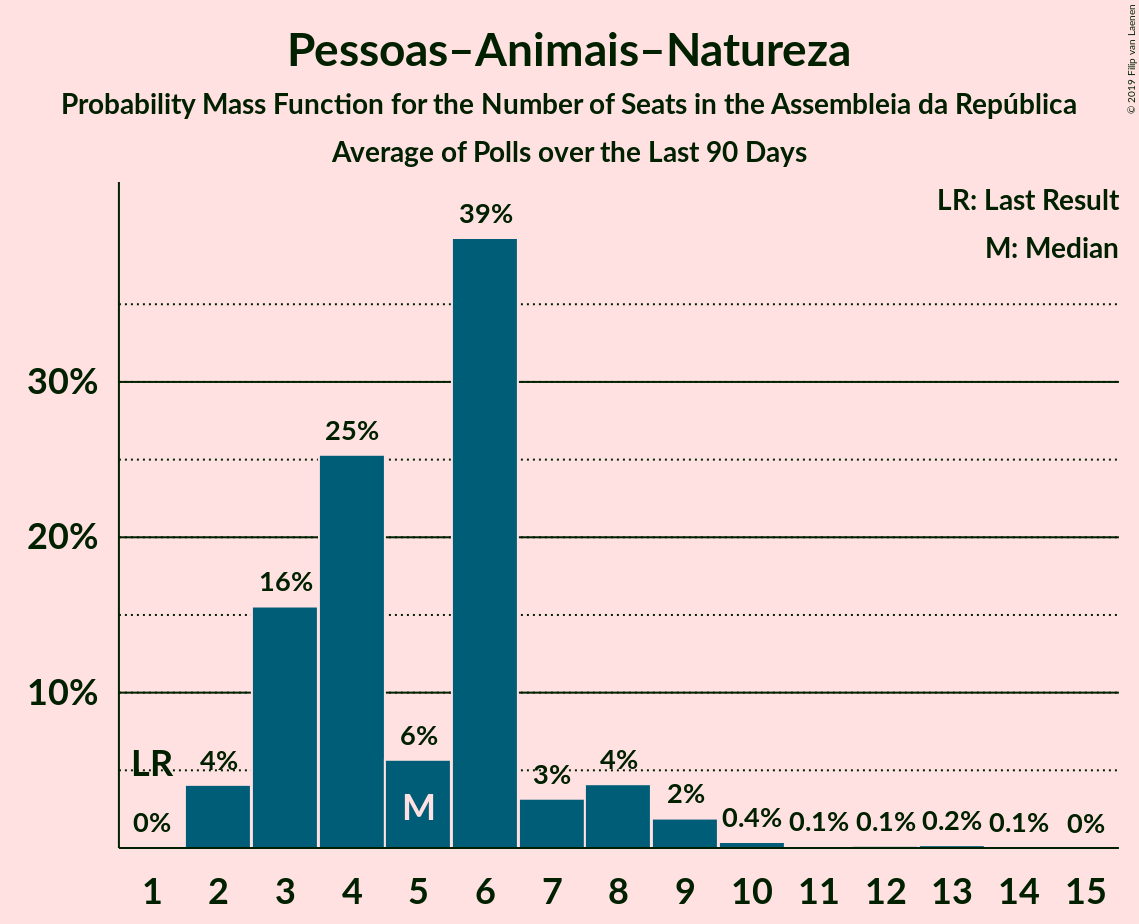 Pessoas–Animais–Natureza
Probability Mass Function for the Number of Seats in the Assembleia da República
Average of Polls over the Last 90 Days
© 2019 Filip van Laenen
LR: Last Result
M: Median
30%
20%
10%
LR
M
0%
4%
16%
25%
6%
39%
3%
4%
2%
0.4%
0.1%
0.1%
0.2%
0.1%
0%
1 2 3 4 5 6 7 8 9 10 11 12 13 14 15